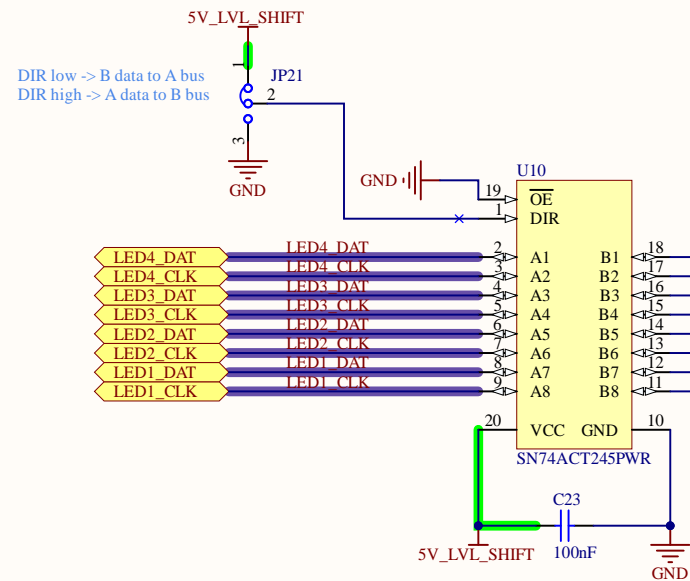 5V_LVL_SHIFT
1
JP21
DIR low -> B data to A bus
DIR high -> A data to B bus
2
3
GND
GND
U10
19
OE
1
DIR
LED4_DAT
LED4_DAT
2
A1
B1
18
LED4_CLK
LED4_CLK
3
A2
B2
17
LED3_DAT
LED3_DAT
4
A3
B3
16
LED3_CLK
LED3_CLK
5
A4
B4
15
LED2_DAT
LED2_DAT
6
A5
B5
14
LED2_CLK
LED2_CLK
7
A6
B6
13
LED1_DAT
LED1_DAT
8
A7
B7
12
LED1_CLK
LED1_CLK
9
A8
B8
11
20
VCC
GND
10
SN74ACT245PWR
C23
5V_LVL_SHIFT
100nF
GND